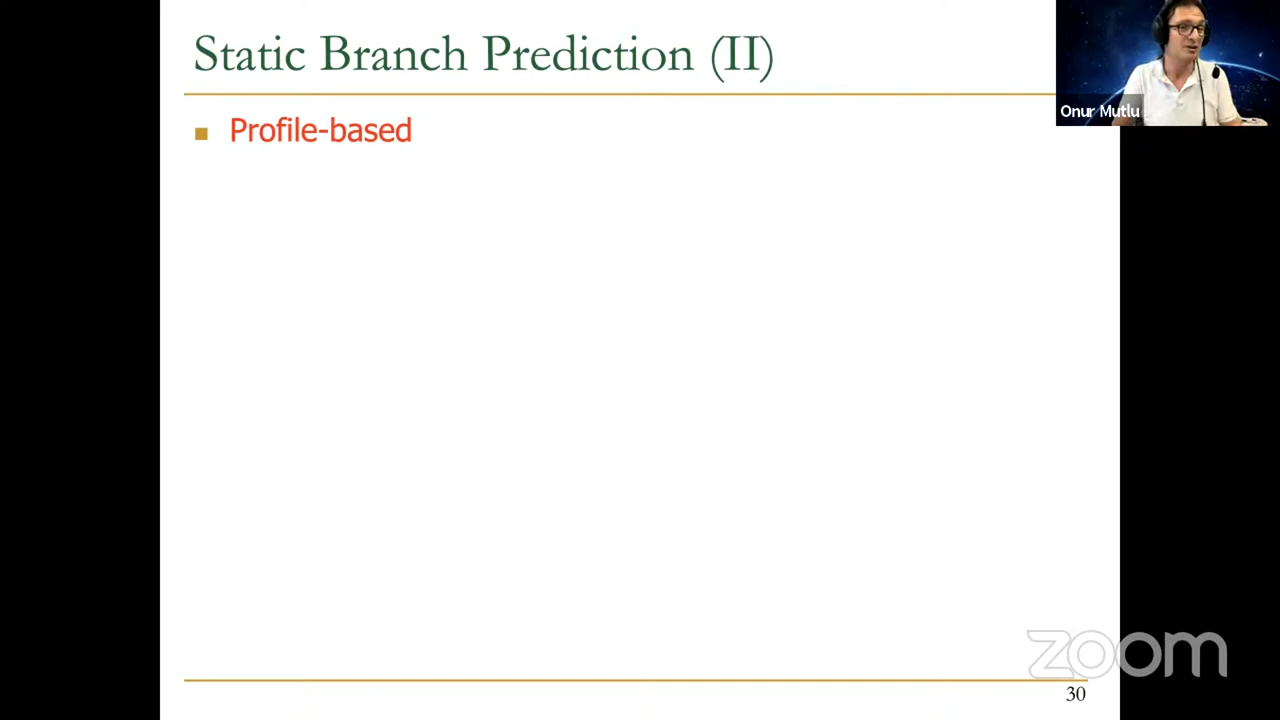 Static Branch Prediction (II)
Onur Mutlu
Profile-based
zoom
30